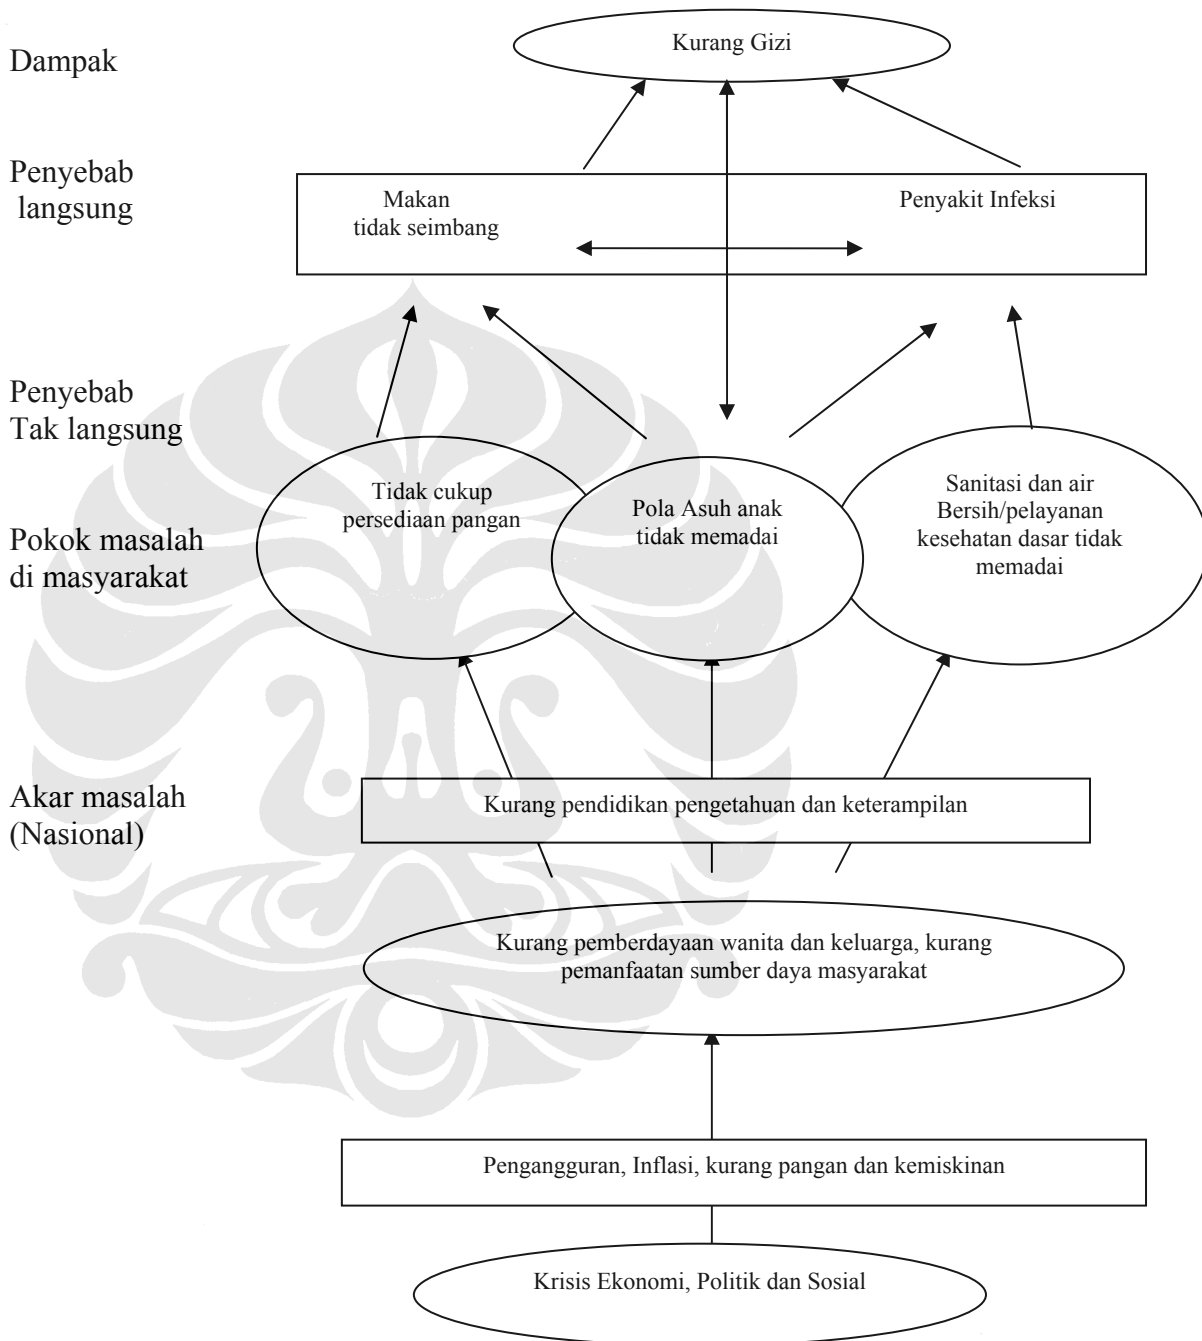 Dampak
Kurang Gizi
Penyebab
langsung
Makan
tidak seimbang
Penyakit Infeksi
Penyebab
Tak langsung
Tidak cukup
persediaan pangan
Pola Asuh anak
tidak memadai
Sanitasi dan air
Bersih/pelayanan
kesehatan dasar tidak
memadai
Pokok masalah
di masyarakat
Akar masalah
(Nasional)
Kurang pendidikan pengetahuan dan keterampilan
Kurang pemberdayaan wanita dan keluarga, kurang
pemanfaatan sumber daya masyarakat
Pengangguran, Inflasi, kurang pangan dan kemiskinan
Krisis Ekonomi, Politik dan Sosial